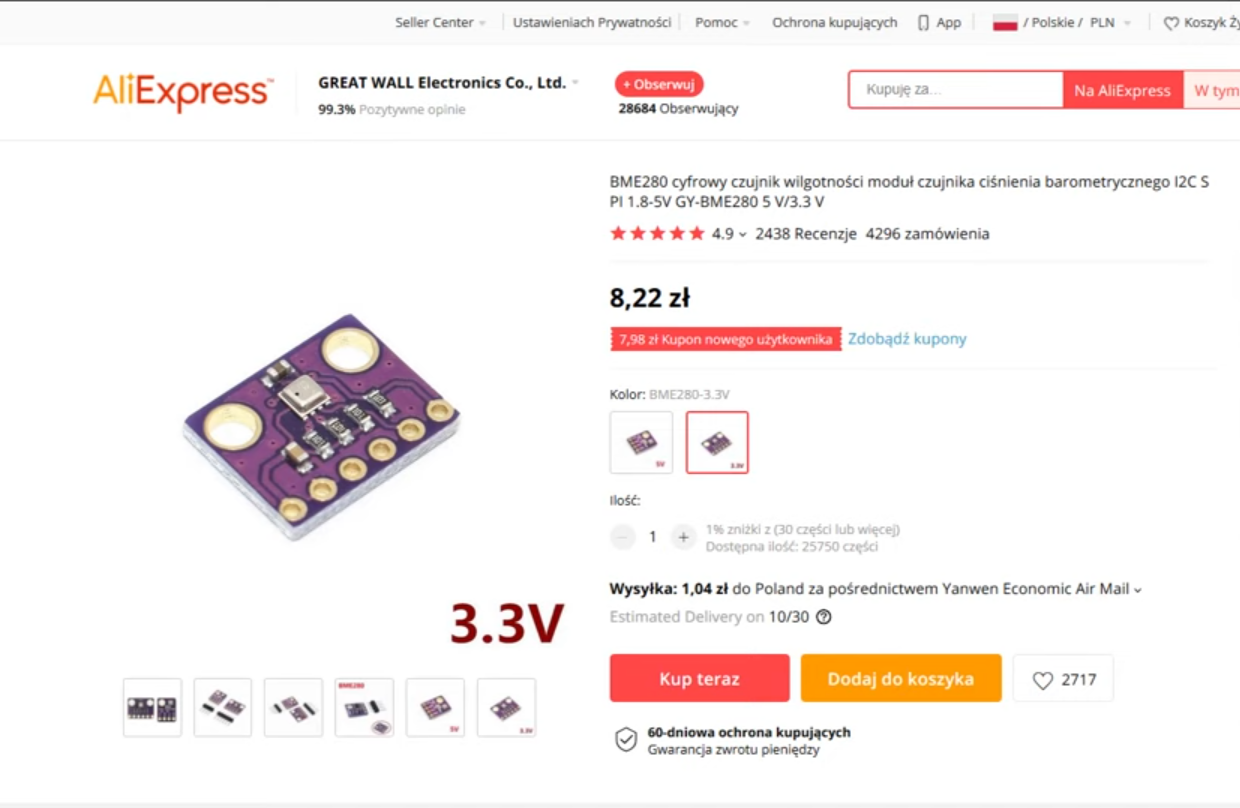 Seller Center Ustawieniach Prywatności Pomoc Ochrona kupujących App / Polskie / PLN Koszyk Ży
AliExpress™
GREAT WALL Electronics Co., Ltd.
99.3% Pozytywne opinie
+ Obserwuj
28684 Obserwujący
Kupuję za...
Na AliExpress
W tym
BME280 cyfrowy czujnik wilgotności moduł czujnika ciśnienia barometrycznego I2C S
PI 1.8-5V GY-BME280 5 V/3.3 V
4.9 2438 Recenzje 4296 zamówienia
8,22 zł
7,98 zł Kupon nowego użytkownika Zdobądź kupony
Kolor: BME280-3.3V
5V
3.3V
Ilość:
1
+
1% zniżki z (30 części lub więcej)
Dostępna ilość: 25750 części
Wysyłka: 1,04 zł do Poland za pośrednictwem Yanwen Economic Air Mail
Estimated Delivery on 10/30 ?
Kup teraz
Dodaj do koszyka
2717
60-dniowa ochrona kupujących
Gwarancja zwrotu pieniędzy
3.3V
BME280
5V
3.3V